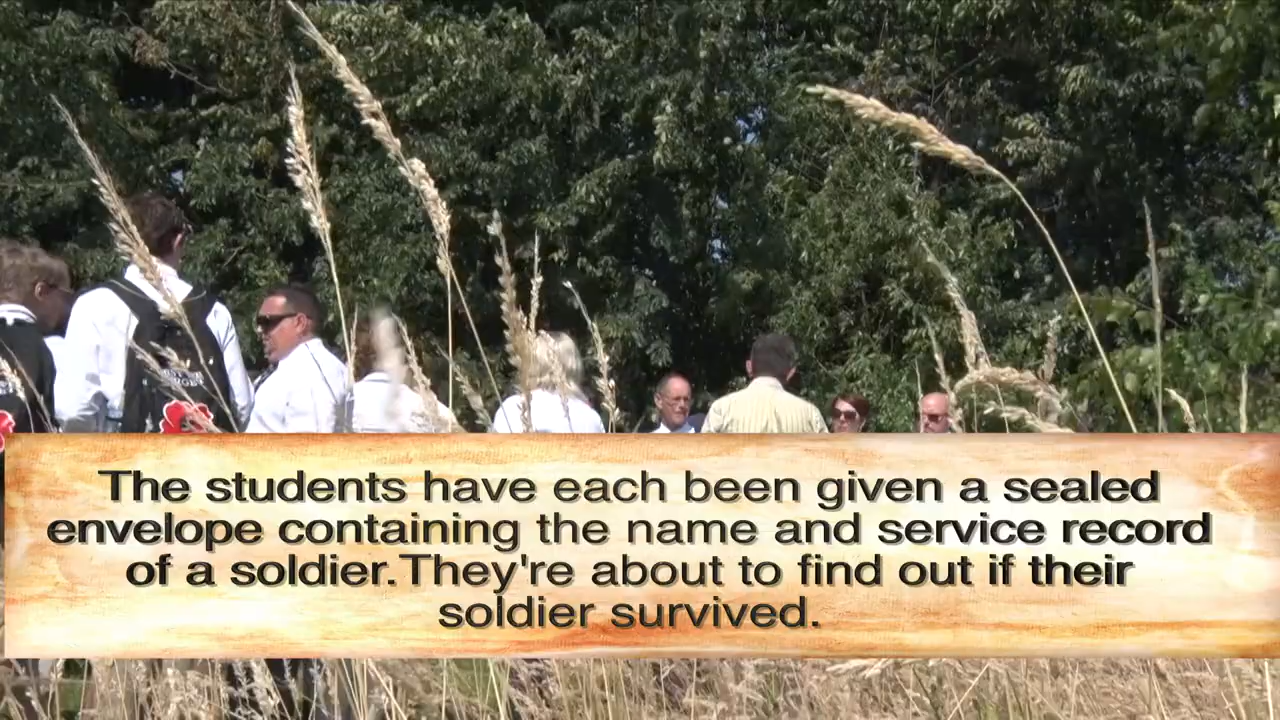 The students have each been given a sealed
envelope containing the name and service record
of a soldier.They're about to find out if their
soldier survived.